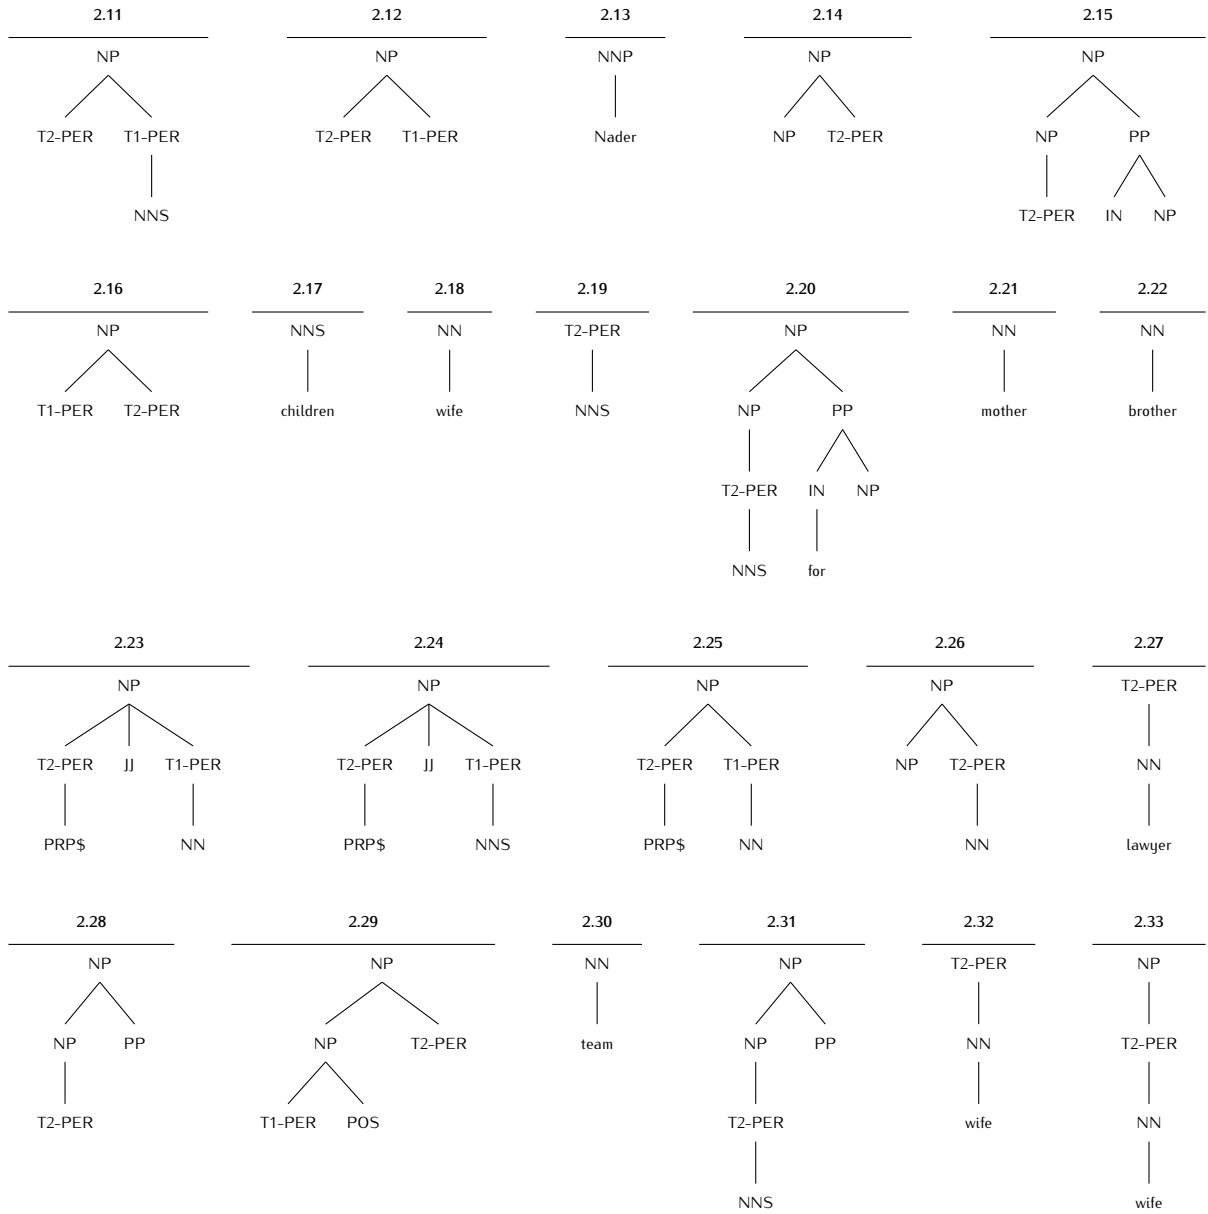 2.11 2.12 2.13 2.14 2.15
NP NP NNP NP NP
T2-PER T1-PER T2-PER T1-PER Nader NP T2-PER NP PP
NNS T2-PER IN NP
2.16 2.17 2.18 2.19 2.20 2.21 2.22
NP NNS NN T2-PER NP NN NN
T1-PER T2-PER children wife NNS NP PP mother brother
T2-PER IN NP
NNS for
2.23 2.24 2.25 2.26 2.27
NP NP NP NP T2-PER
T2-PER JJ T1-PER T2-PER JJ T1-PER T2-PER T1-PER NP T2-PER NN
PRP$ NN PRP$ NNS PRP$ NN NN lawyer
2.28 2.29 2.30 2.31 2.32 2.33
NP NP NN NP T2-PER NP
NP PP NP T2-PER team NP PP NN T2-PER
T2-PER T1-PER POS T2-PER wife NN
NNS wife